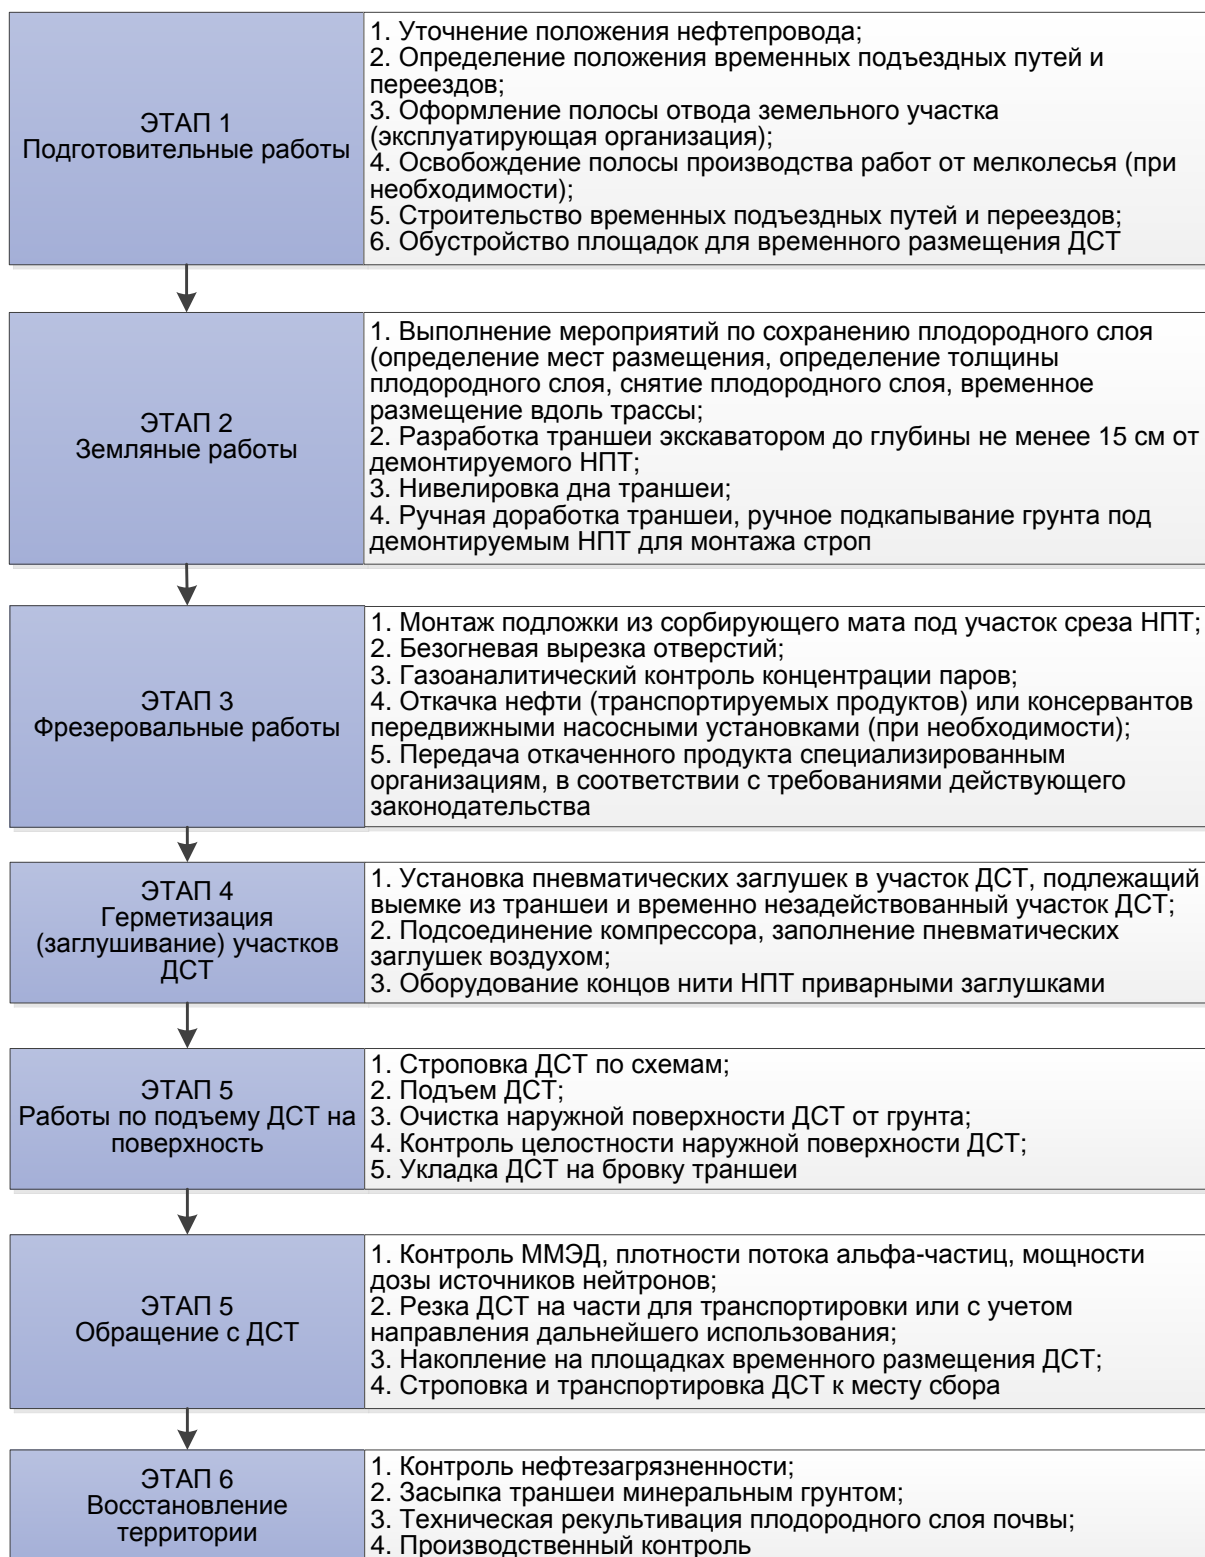 ЭТАП 1
Подготовительные работы
1. Уточнение положения нефтепровода;
2. Определение положения временных подъездных путей и
переездов;
3. Оформление полосы отвода земельного участка
(эксплуатирующая организация);
4. Освобождение полосы производства работ от мелколесья (при
необходимости);
5. Строительство временных подъездных путей и переездов;
6. Обустройство площадок для временного размещения ДСТ
ЭТАП 2
Земляные работы
1. Выполнение мероприятий по сохранению плодородного слоя
(определение мест размещения, определение толщины
плодородного слоя, снятие плодородного слоя, временное
размещение вдоль трассы;
2. Разработка траншеи экскаватором до глубины не менее 15 см от
демонтируемого НПТ;
3. Нивелировка дна траншеи;
4. Ручная доработка траншеи, ручное подкапывание грунта под
демонтируемым НПТ для монтажа строп
ЭТАП 3
Фрезеровальные работы
1. Монтаж подложки из сорбирующего мата под участок среза НПТ;
2. Безогневая вырезка отверстий;
3. Газоаналитический контроль концентрации паров;
4. Откачка нефти (транспортируемых продуктов) или консервантов
передвижными насосными установками (при необходимости);
5. Передача откаченного продукта специализированным
организациям, в соответствии с требованиями действующего
законодательства
ЭТАП 4
Герметизация
(заглушивание) участков
ДСТ
1. Установка пневматических заглушек в участок ДСТ, подлежащий
выемке из траншеи и временно незадействованный участок ДСТ;
2. Подсоединение компрессора, заполнение пневматических
заглушек воздухом;
3. Оборудование концов нити НПТ приварными заглушками
ЭТАП 5
Работы по подъему ДСТ на
поверхность
1. Строповка ДСТ по схемам;
2. Подъем ДСТ;
3. Очистка наружной поверхности ДСТ от грунта;
4. Контроль целостности наружной поверхности ДСТ;
5. Укладка ДСТ на бровку траншеи
ЭТАП 5
Обращение с ДСТ
1. Контроль ММЭД, плотности потока альфа-частиц, мощности
дозы источников нейтронов;
2. Резка ДСТ на части для транспортировки или с учетом
направления дальнейшего использования;
3. Накопление на площадках временного размещения ДСТ;
4. Строповка и транспортировка ДСТ к месту сбора
ЭТАП 6
Восстановление
территории
1. Контроль нефтезагрязненности;
2. Засыпка траншеи минеральным грунтом;
3. Техническая рекультивация плодородного слоя почвы;
4. Производственный контроль